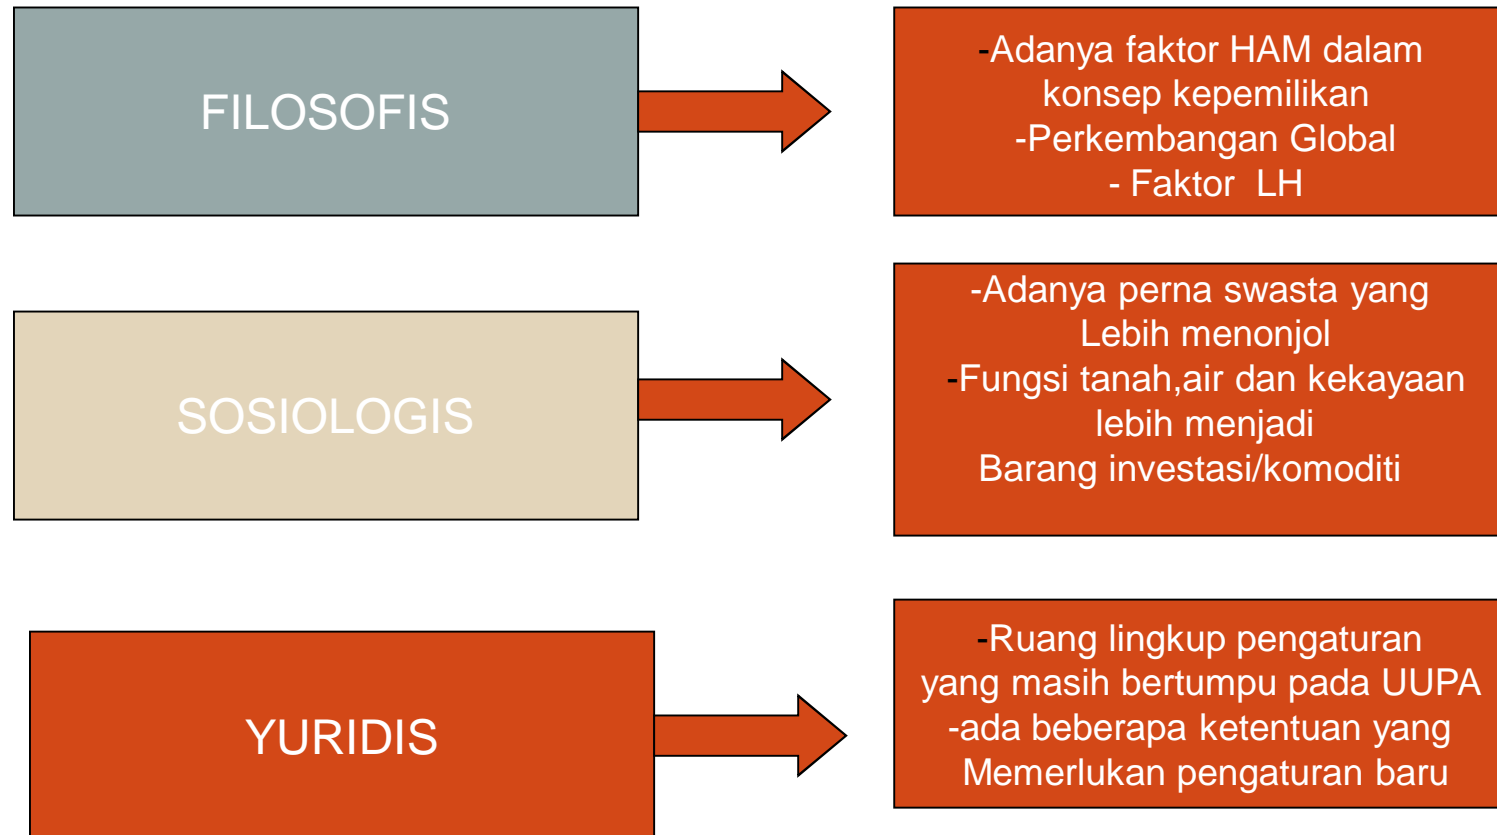 FILOSOFIS
-Adanya faktor HAM dalam
konsep kepemilikan
-Perkembangan Global
- Faktor LH
SOSIOLOGIS
-Adanya perna swasta yang
Lebih menonjol
-Fungsi tanah,air dan kekayaan
lebih menjadi
Barang investasi/komoditi
YURIDIS
-Ruang lingkup pengaturan
yang masih bertumpu pada UUPA
-ada beberapa ketentuan yang
Memerlukan pengaturan baru